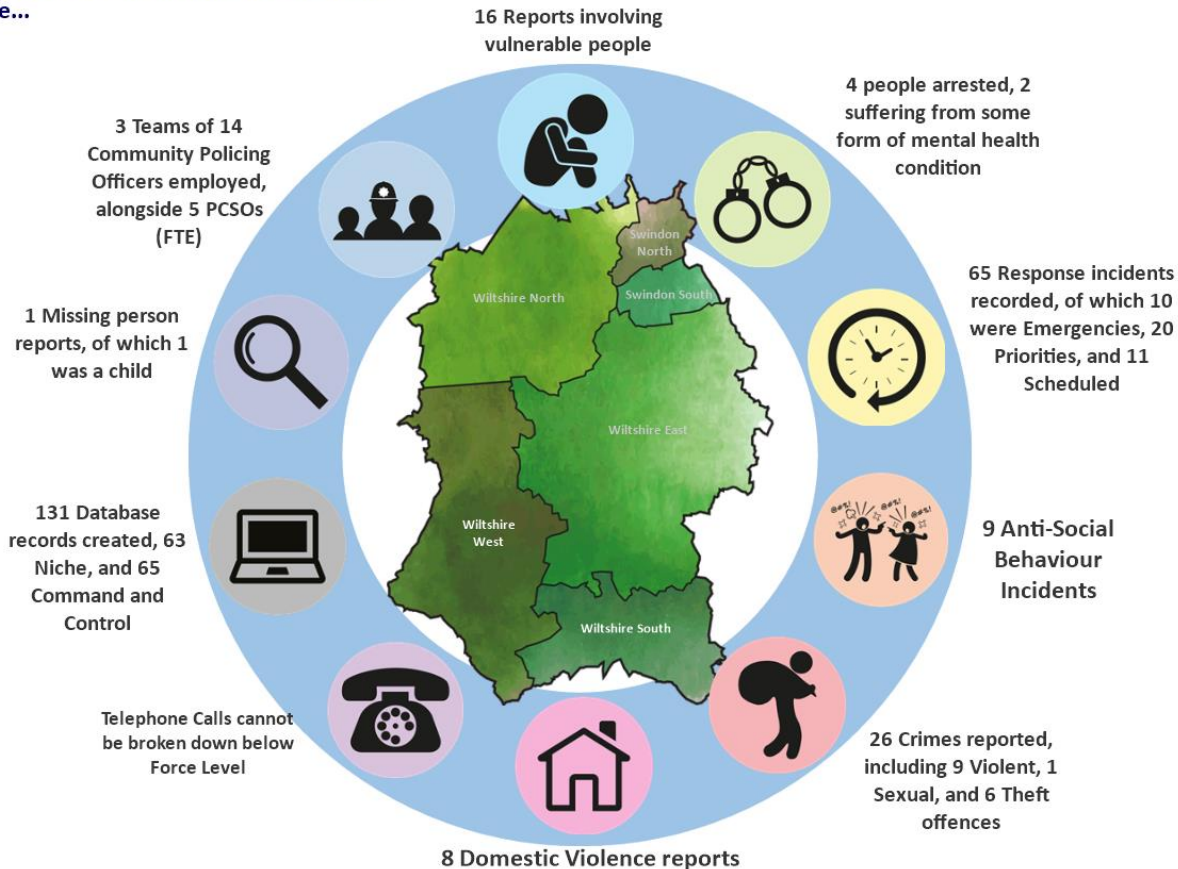 e...
16 Reports involving
vulnerable people
4 people arrested, 2
suffering from some
form of mental health
condition
3 Teams of 14
Community Policing
Officers employed,
alongside 5 PCSOs
(FTE)
65 Response incidents
recorded, of which 10
were Emergencies, 20
Priorities, and 11
Scheduled
1 Missing person
reports, of which 1
was a child
Swindon
North
Wiltshire North
Swindon South
Wiltshire East
Wiltshire
West
Wiltshire South
131 Database
records created, 63
Niche, and 65
Command and
Control
@#%!
@#%!
@#%!
9 Anti-Social
Behaviour
Incidents
Telephone Calls cannot
be broken down below
Force Level
26 Crimes reported,
including 9 Violent, 1
Sexual, and 6 Theft
offences
8 Domestic Violence reports